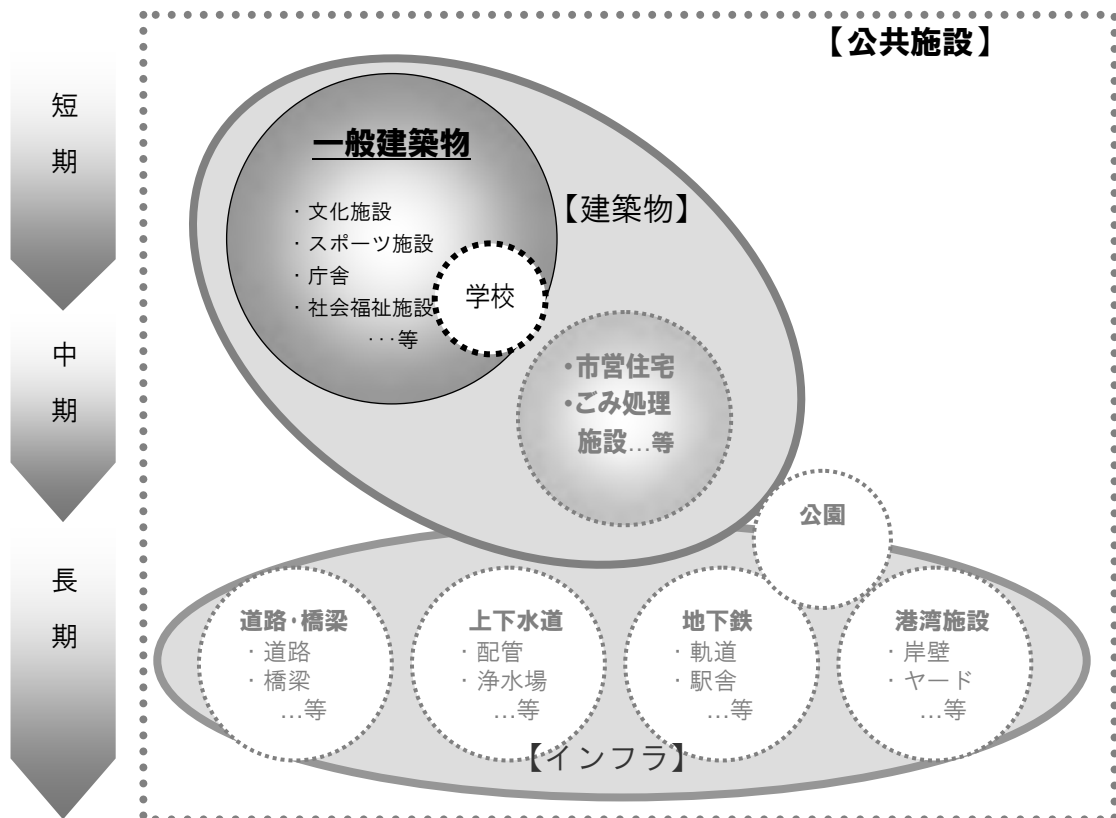 【公共施設】
短
期
中
期
長
期
一般建築物
・文化施設
・スポーツ施設
・庁舎
・社会福祉施設
…等
学校
【建築物】
・市営住宅
・ごみ処理
施設…等
公園
道路・橋梁
・道路
・橋梁
…等
上下水道
・配管
・浄水場
…等
地下鉄
・軌道
・駅舎
…等
港湾施設
・岸壁
・ヤード
…等
【インフラ】